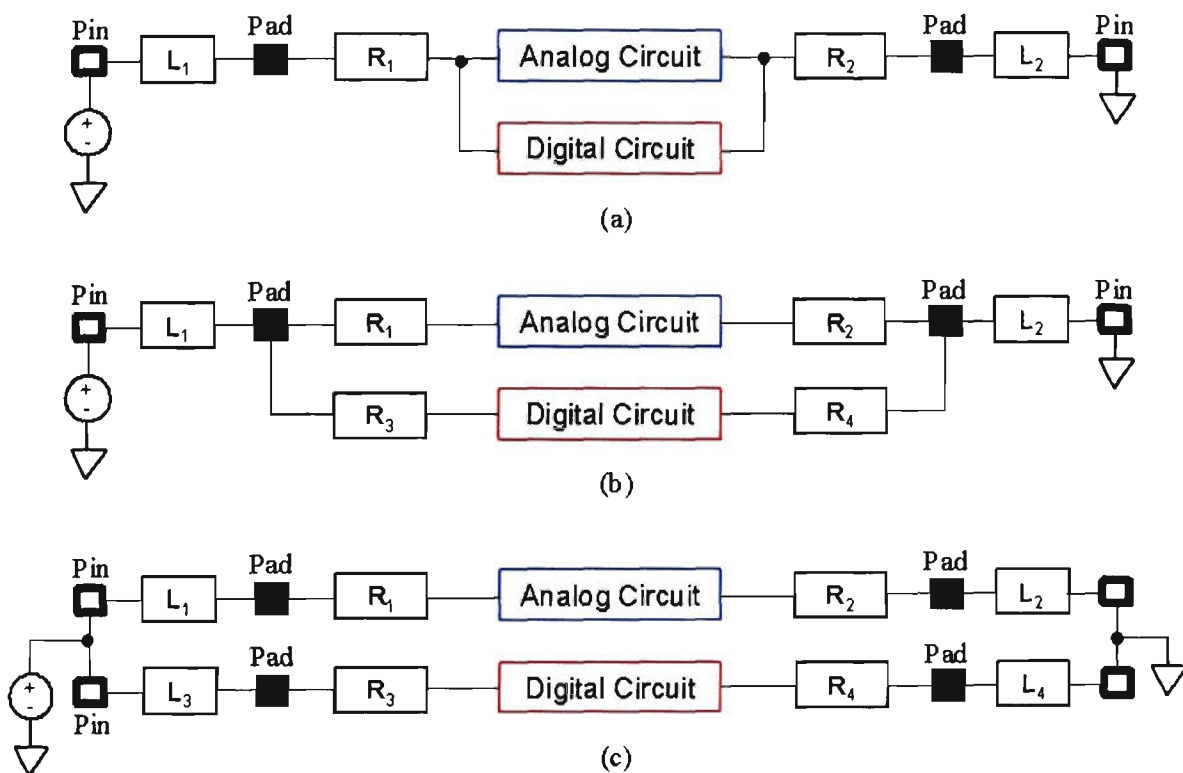 Pin L₁ Pad R₁ Analog Circuit R₂ Pad L₂ Pin
+
-
Digital Circuit
(a)
Pin L₁ Pad R₁ Analog Circuit R₂ Pad L₂ Pin
+
-
R₃ Digital Circuit R₄
(b)
Pin L₁ Pad R₁ Analog Circuit R₂ Pad L₂
+
-
Pin L₃ Pad R₃ Digital Circuit R₄ Pad L₄
(c)